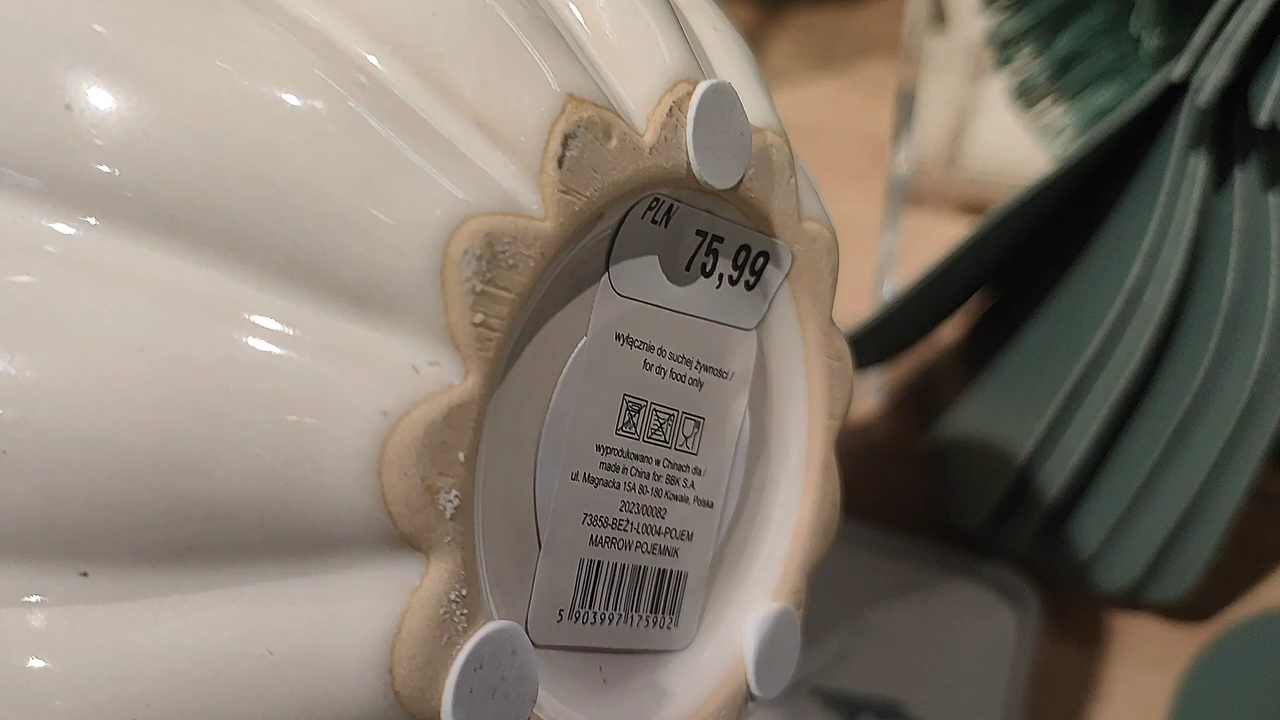 PLN
75,99
wyłącznie do suchej żywności /
for dry food only
wyprodukowano w Chinach dla /
made in China for: BBK S.A.
ul. Magnacka 15A 80-180 Kowale, Polska
2023/00082
73858-BEŻ1-L0004-POJEM
MARROW POJEMNIK
5 903997 175902